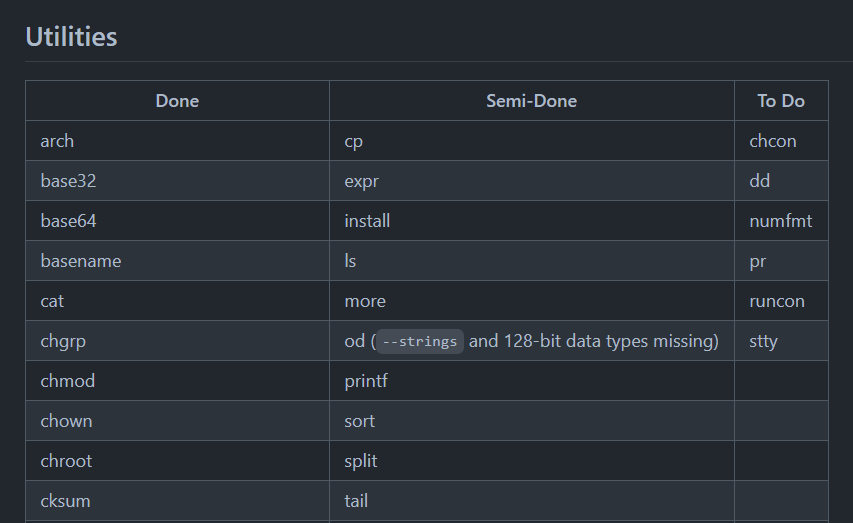 Utilities
Done Semi-Done To Do
arch cp chcon
base32 expr dd
base64 install numfmt
basename ls pr
cat more runcon
chgrp od (--strings and 128-bit data types missing) stty
chmod printf
chown sort
chroot split
cksum tail